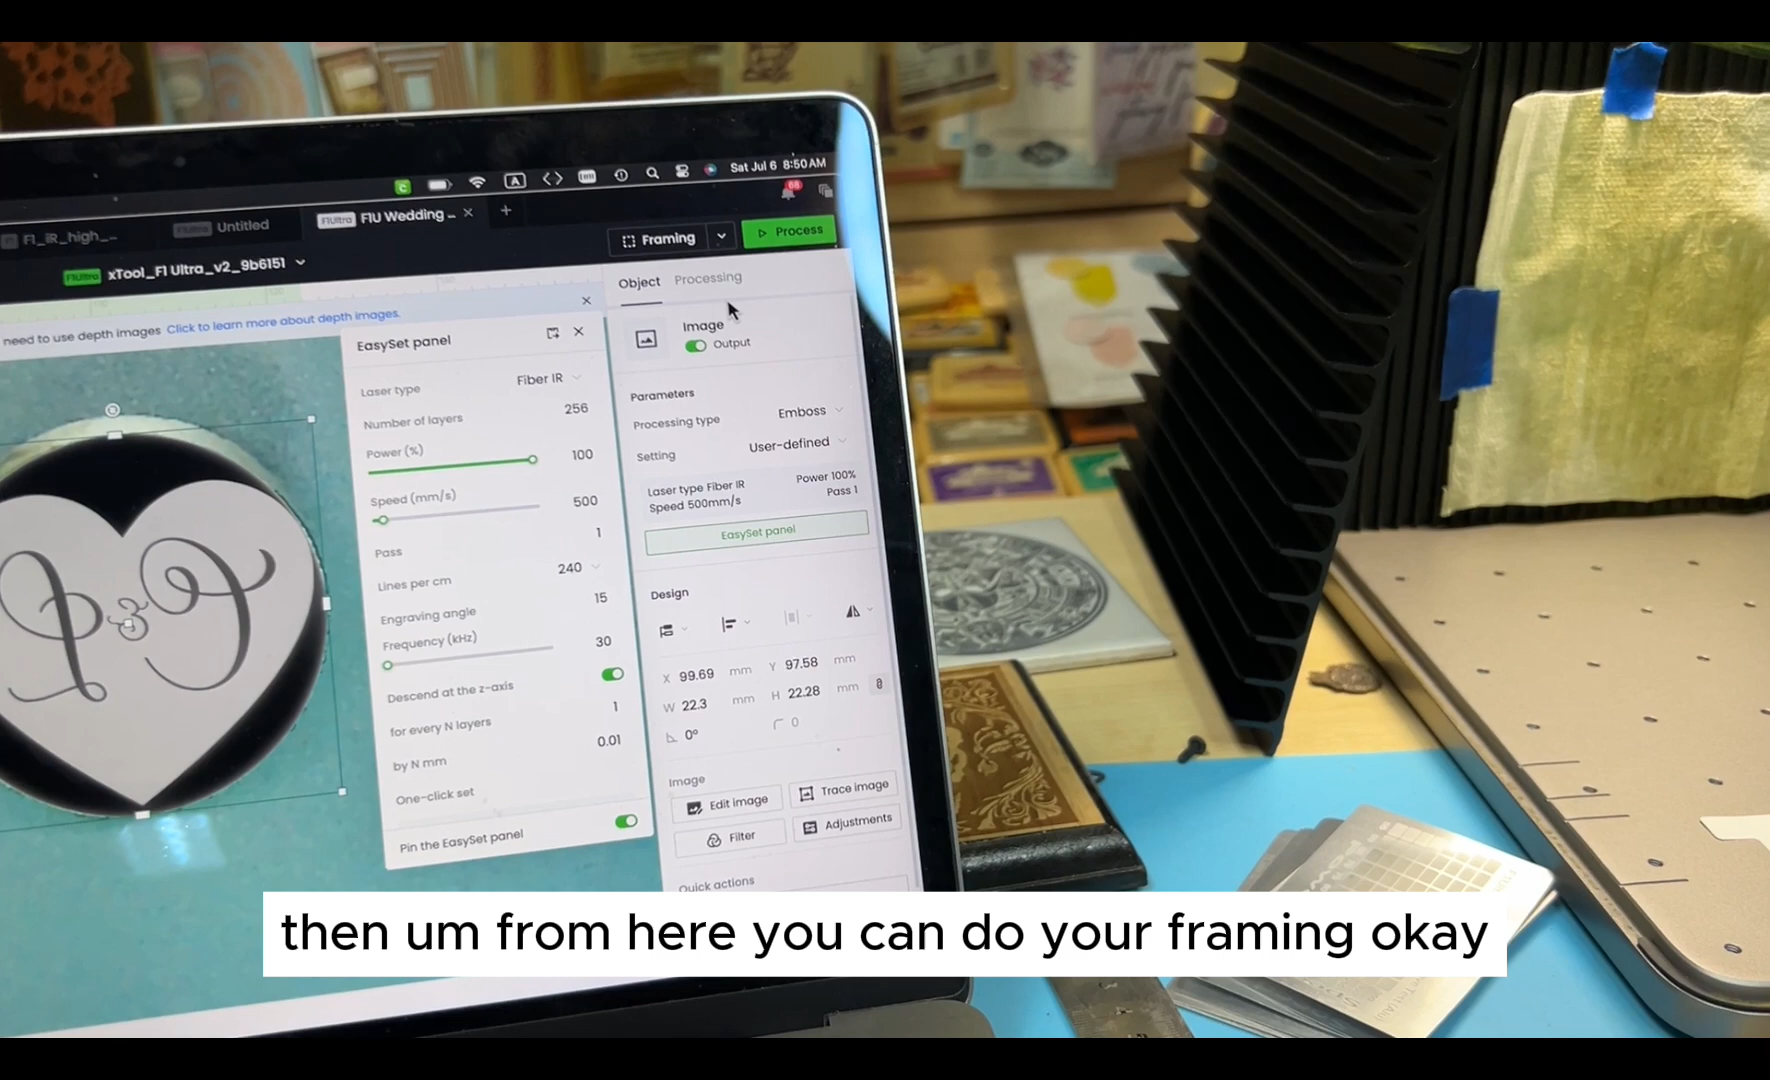 Sat Jul 6 8:50AM
68
F1_IR_high_...
F1Ultra Untitled
F1Ultra F1U Wedding ...
F1Ultra xTool_F1 Ultra_v2_9b6151
Framing
Process
need to use depth images Click to learn more about depth images.
EasySet panel
Laser type Fiber IR
Number of layers 256
Power (%) 100
Speed (mm/s) 500
Pass 1
Lines per cm 240
Engraving angle 15
Frequency (kHz) 30
Descend at the z-axis
for every N layers 1
by N mm 0.01
One-click set
Pin the EasySet panel
Object Processing
Image
Output
Parameters
Processing type Emboss
Setting User-defined
Laser type Fiber IR Power 100%
Speed 500mm/s Pass 1
EasySet panel
Design
X 99.69 mm Y 97.58 mm
W 22.3 mm H 22.28 mm
0° 0
Image
Edit image Trace image
Filter Adjustments
Quick actions
then um from here you can do your framing okay